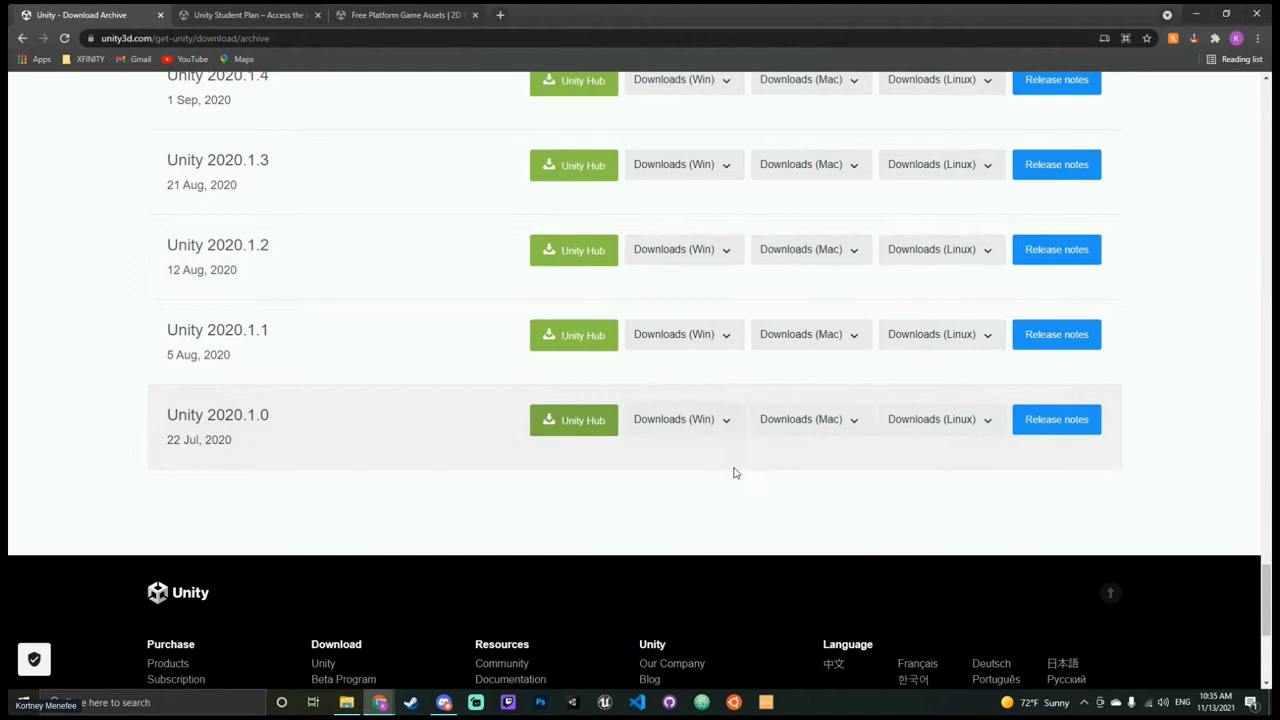 Unity - Download Archive
Unity Student Plan – Access the
Free Platform Game Assets | 2D
unity3d.com/get-unity/download/archive
K
Apps
XFINITY
Gmail
YouTube
Maps
Reading list
Unity 2020.1.4
1 Sep, 2020
Unity Hub
Downloads (Win)
Downloads (Mac)
Downloads (Linux)
Release notes
Unity 2020.1.3
21 Aug, 2020
Unity Hub
Downloads (Win)
Downloads (Mac)
Downloads (Linux)
Release notes
Unity 2020.1.2
12 Aug, 2020
Unity Hub
Downloads (Win)
Downloads (Mac)
Downloads (Linux)
Release notes
Unity 2020.1.1
5 Aug, 2020
Unity Hub
Downloads (Win)
Downloads (Mac)
Downloads (Linux)
Release notes
Unity 2020.1.0
22 Jul, 2020
Unity Hub
Downloads (Win)
Downloads (Mac)
Downloads (Linux)
Release notes
Unity
Purchase
Products
Subscription
Download
Unity
Beta Program
Resources
Community
Documentation
Unity
Our Company
Blog
Language
中文
Français
Deutsch
日本語
한국어
Português
Русский
Kortney Menefee
here to search
Ps
72°F Sunny
ENG
10:35 AM
11/13/2021